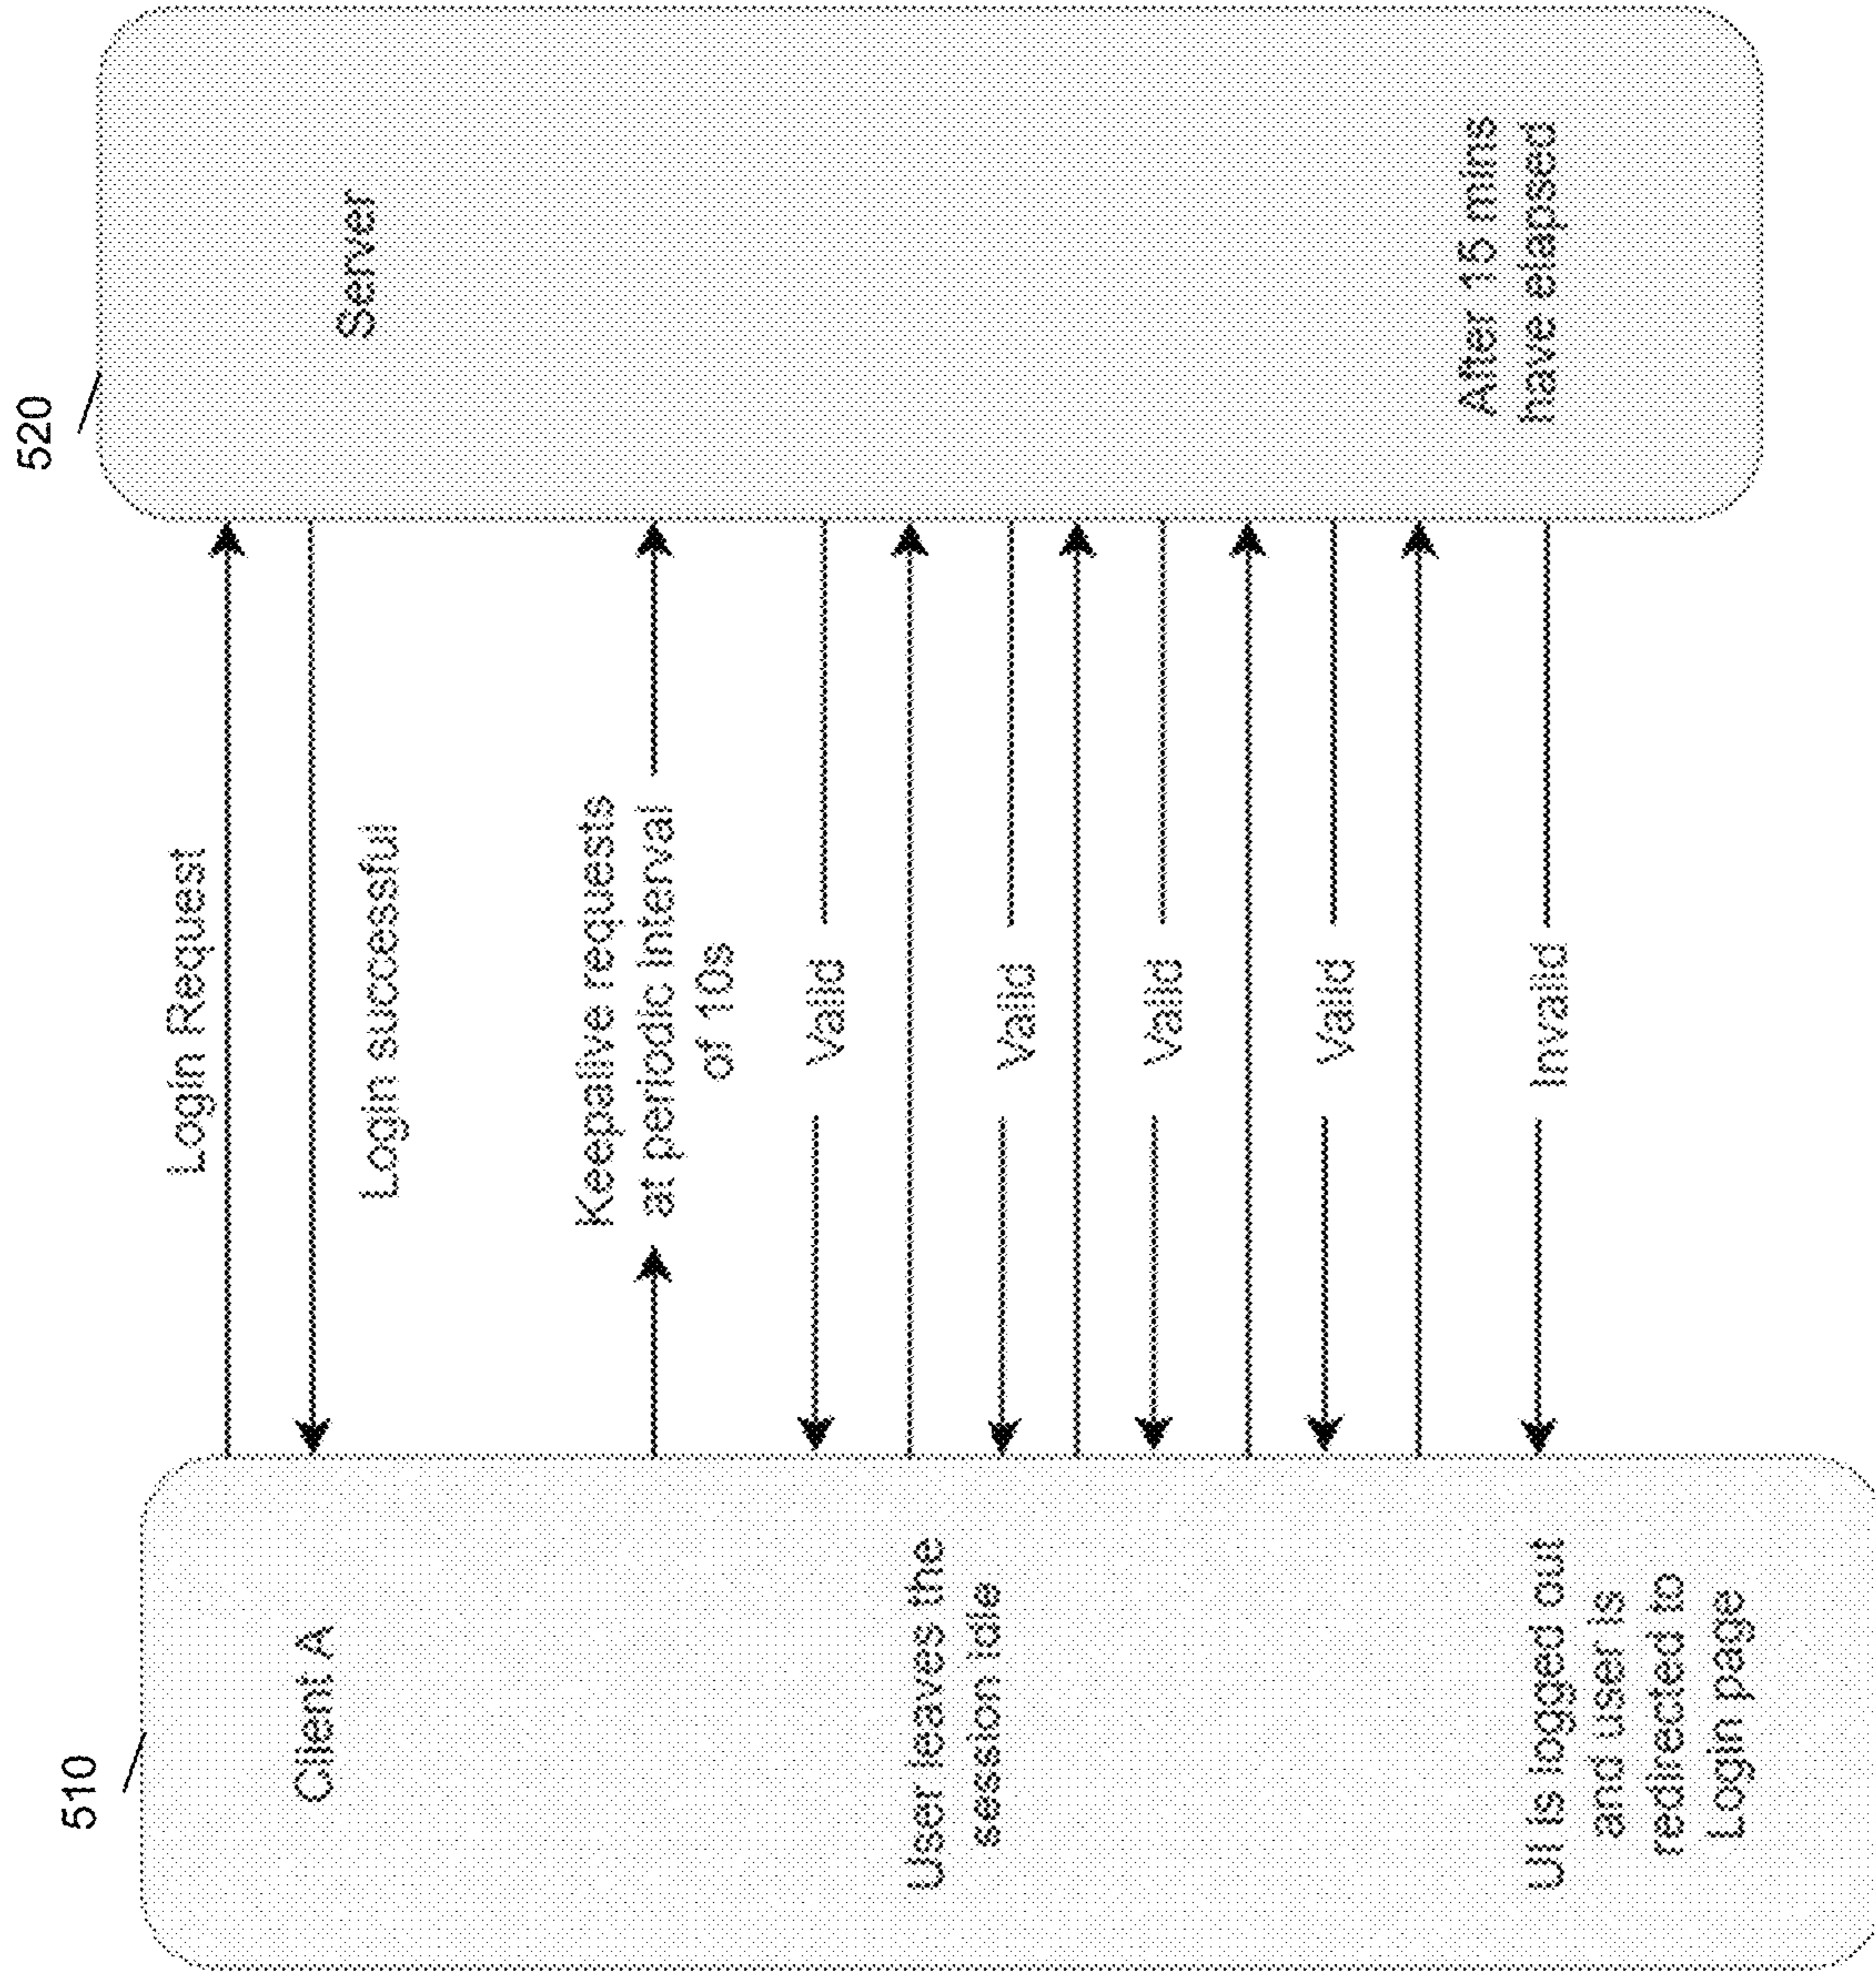 510
520
Client A
Server
Login Request
Login successful
Keepalive requests
at periodic interval
of 10s
Valid
User leaves the
session idle
Valid
Valid
Valid
After 15 mins
have elapsed
Invalid
UI is logged out
and user is
redirected to
Login page